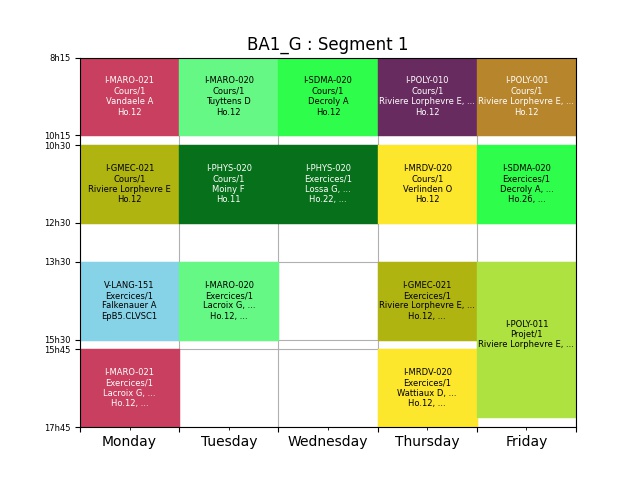 BA1_G : Segment 1
8h15
I-MARO-021
Cours/1
Vandaele A
Ho.12
I-MARO-020
Cours/1
Tuyttens D
Ho.12
I-SDMA-020
Cours/1
Decroly A
Ho.12
I-POLY-010
Cours/1
Riviere Lorphevre E, ...
Ho.12
I-POLY-001
Cours/1
Riviere Lorphevre E, ...
Ho.12
10h15
10h30
I-GMEC-021
Cours/1
Riviere Lorphevre E
Ho.12
I-PHYS-020
Cours/1
Moiny F
Ho.11
I-PHYS-020
Exercices/1
Lossa G, ...
Ho.22, ...
I-MRDV-020
Cours/1
Verlinden O
Ho.12
I-SDMA-020
Exercices/1
Decroly A, ...
Ho.26, ...
12h30
13h30
V-LANG-151
Exercices/1
Falkenauer A
EpB5.CLVSC1
I-MARO-020
Exercices/1
Lacroix G, ...
Ho.12, ...
I-GMEC-021
Exercices/1
Riviere Lorphevre E, ...
Ho.12, ...
I-POLY-011
Projet/1
Riviere Lorphevre E, ...
15h30
15h45
I-MARO-021
Exercices/1
Lacroix G, ...
Ho.12, ...
I-MRDV-020
Exercices/1
Wattiaux D, ...
Ho.12, ...
17h45
Monday
Tuesday
Wednesday
Thursday
Friday